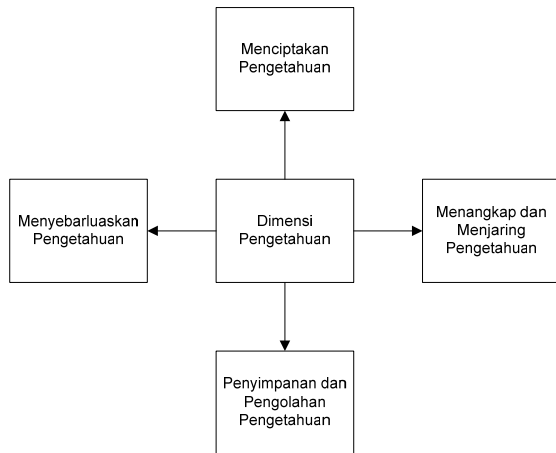 Menciptakan
Pengetahuan
Menyebarluaskan
Pengetahuan
Dimensi
Pengetahuan
Menangkap dan
Menjaring
Pengetahuan
Penyimpanan dan
Pengolahan
Pengetahuan